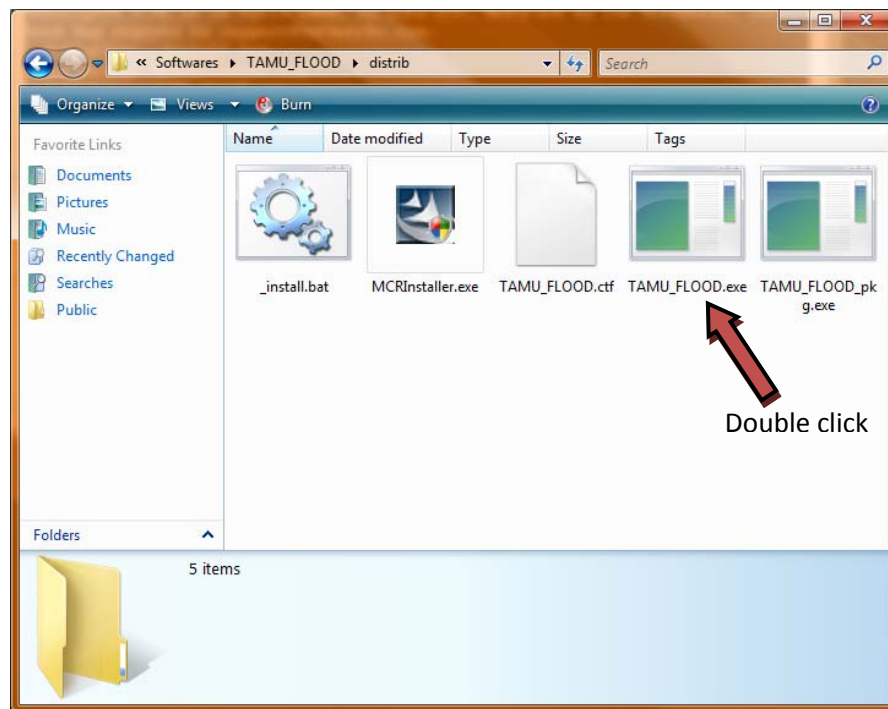 « Softwares ▸ TAMU_FLOOD ▸ distrib
Search
Organize Views Burn
Favorite Links
Documents
Pictures
Music
Recently Changed
Searches
Public
Folders
Name Date modified Type Size Tags
_install.bat MCRInstaller.exe TAMU_FLOOD.ctf TAMU_FLOOD.exe TAMU_FLOOD_pk
g.exe
Double click
5 items